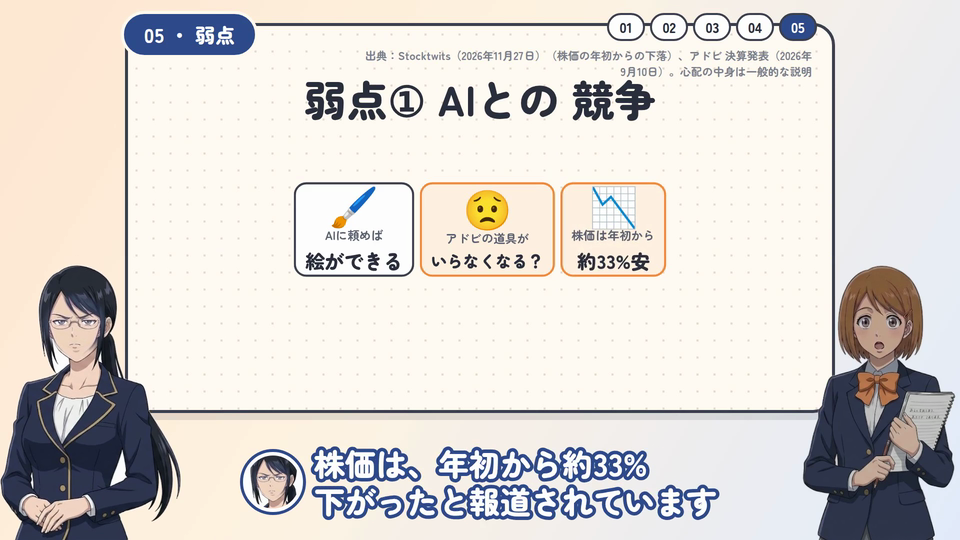 05 ・ 弱点
01 02 03 04 05
出典：Stocktwits（2026年11月27日）（株価の年初からの下落）、アドビ 決算発表（2026年
9月10日）。心配の中身は一般的な説明
弱点① AIとの 競争
AIに頼めば
絵ができる
アドビの道具が
いらなくなる？
株価は年初から
約33%安
株価は、年初から約33%
下がったと報道されています